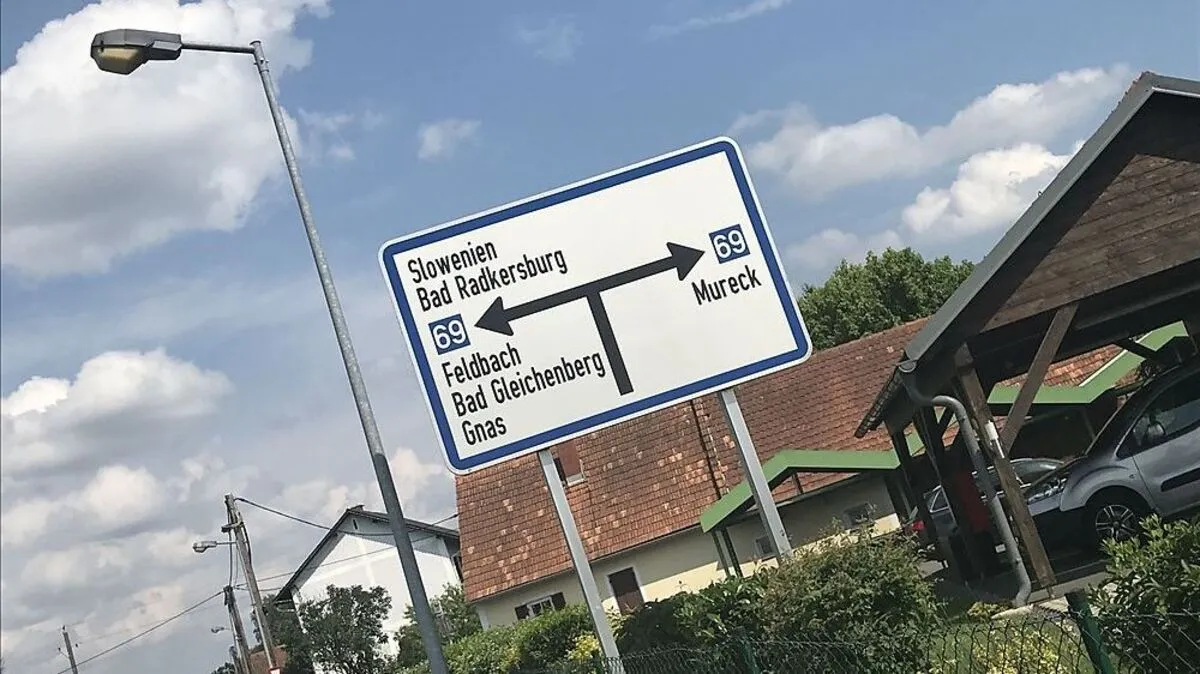 Slowenien
Bad Radkersburg
69
Feldbach
Bad Gleichenberg
Gnas
69
Mureck